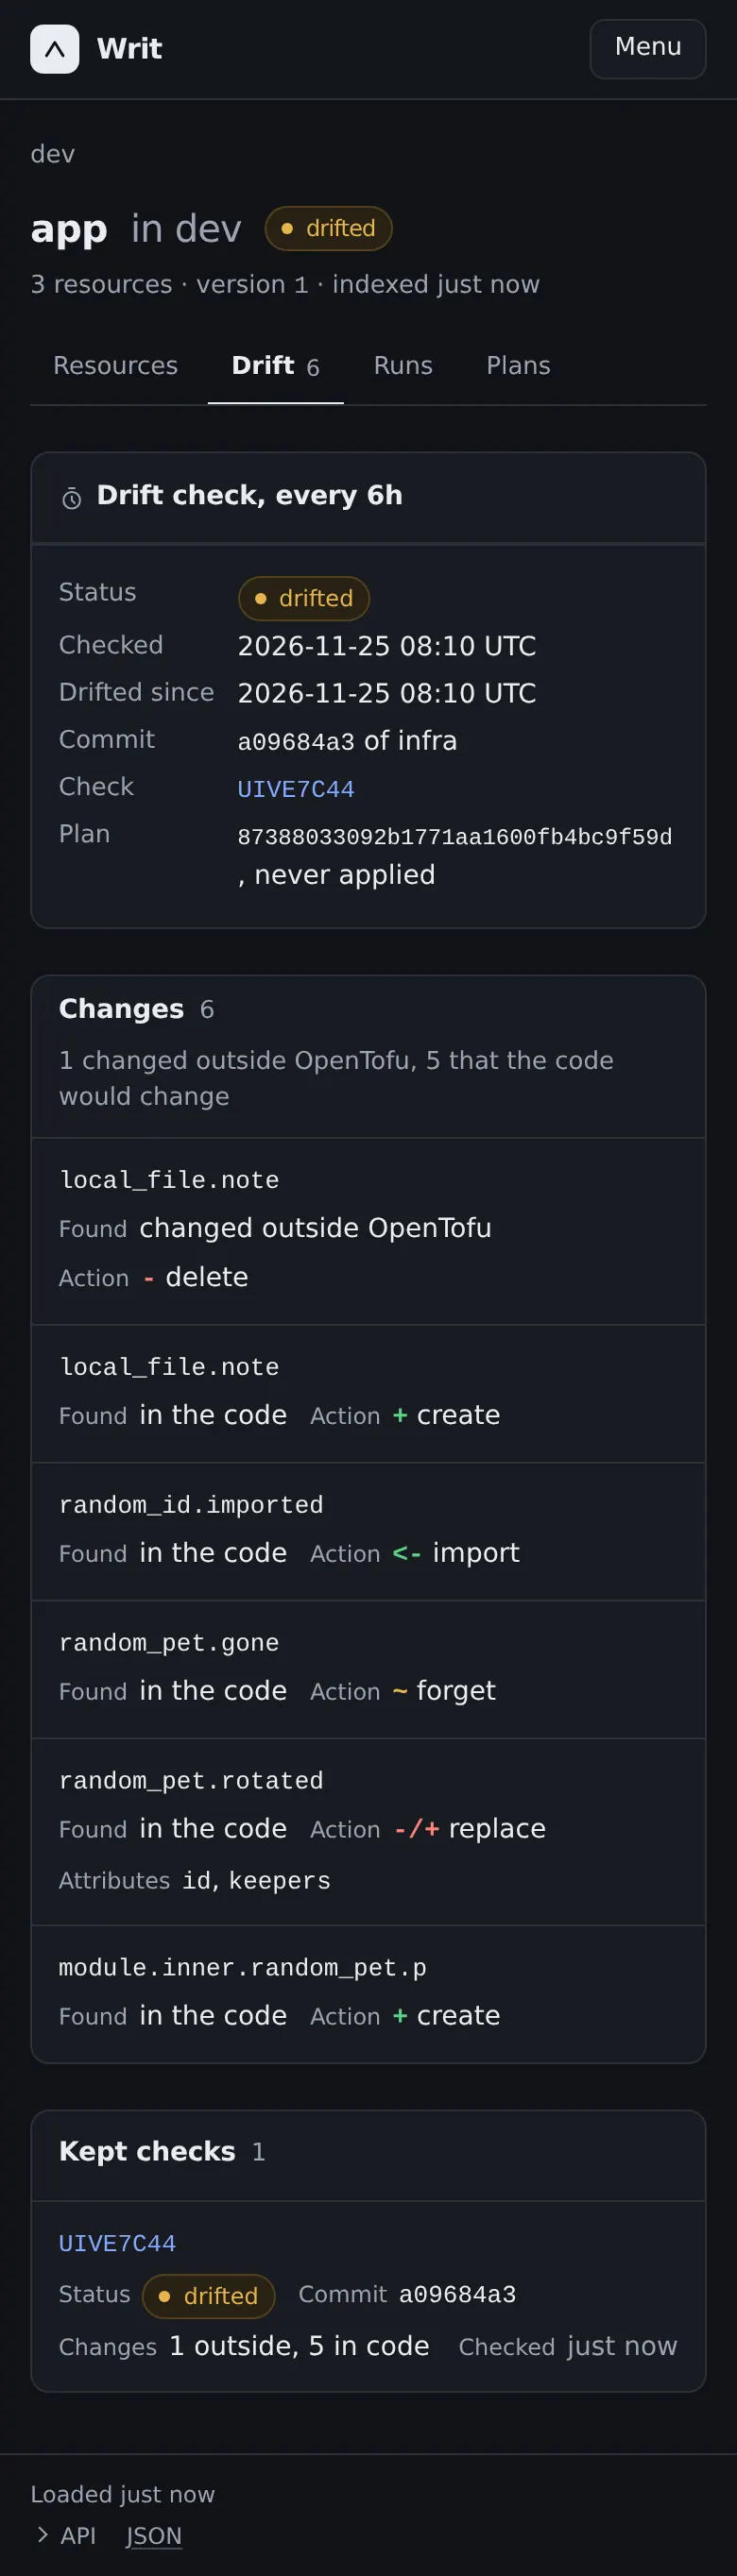 Writ
Menu
dev
app in dev drifted
3 resources · version 1 · indexed just now
Resources Drift 6 Runs Plans
Drift check, every 6h
Status drifted
Checked 2026-11-25 08:10 UTC
Drifted since 2026-11-25 08:10 UTC
Commit a09684a3 of infra
Check UIVE7C44
Plan 87388033092b1771aa1600fb4bc9f59d
, never applied
Changes 6
1 changed outside OpenTofu, 5 that the code
would change
local_file.note
Found changed outside OpenTofu
Action - delete
local_file.note
Found in the code Action + create
random_id.imported
Found in the code Action <- import
random_pet.gone
Found in the code Action ~ forget
random_pet.rotated
Found in the code Action -/+ replace
Attributes id, keepers
module.inner.random_pet.p
Found in the code Action + create
Kept checks 1
UIVE7C44
Status drifted Commit a09684a3
Changes 1 outside, 5 in code Checked just now
Loaded just now
API JSON